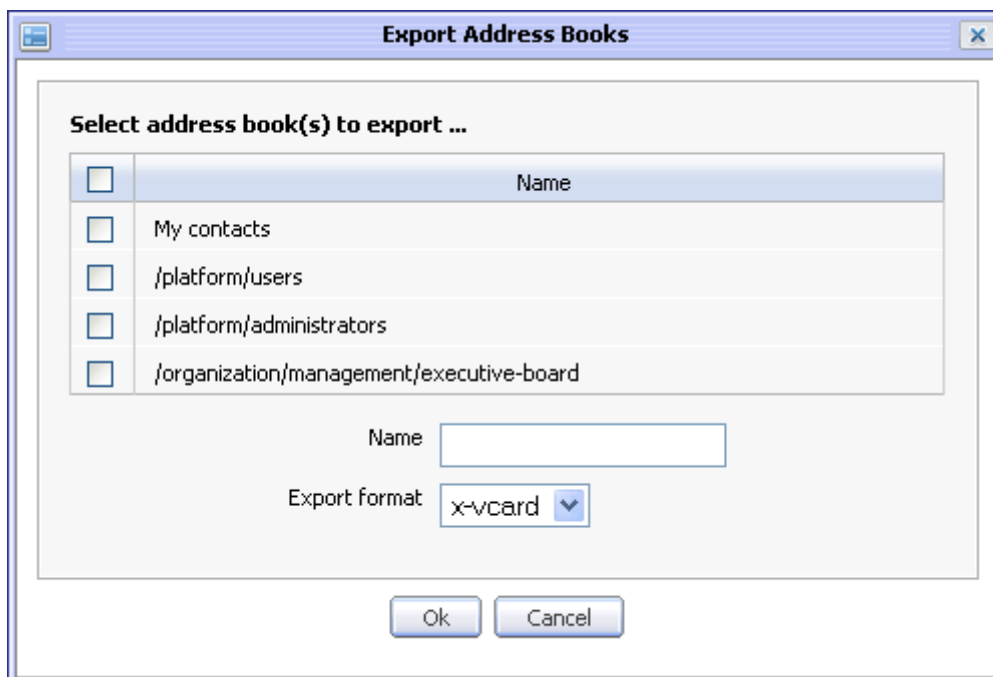 Export Address Books
Select address book(s) to export ...
Name
My contacts
/platform/users
/platform/administrators
/organization/management/executive-board
Name
Export format x-vcard
Ok Cancel